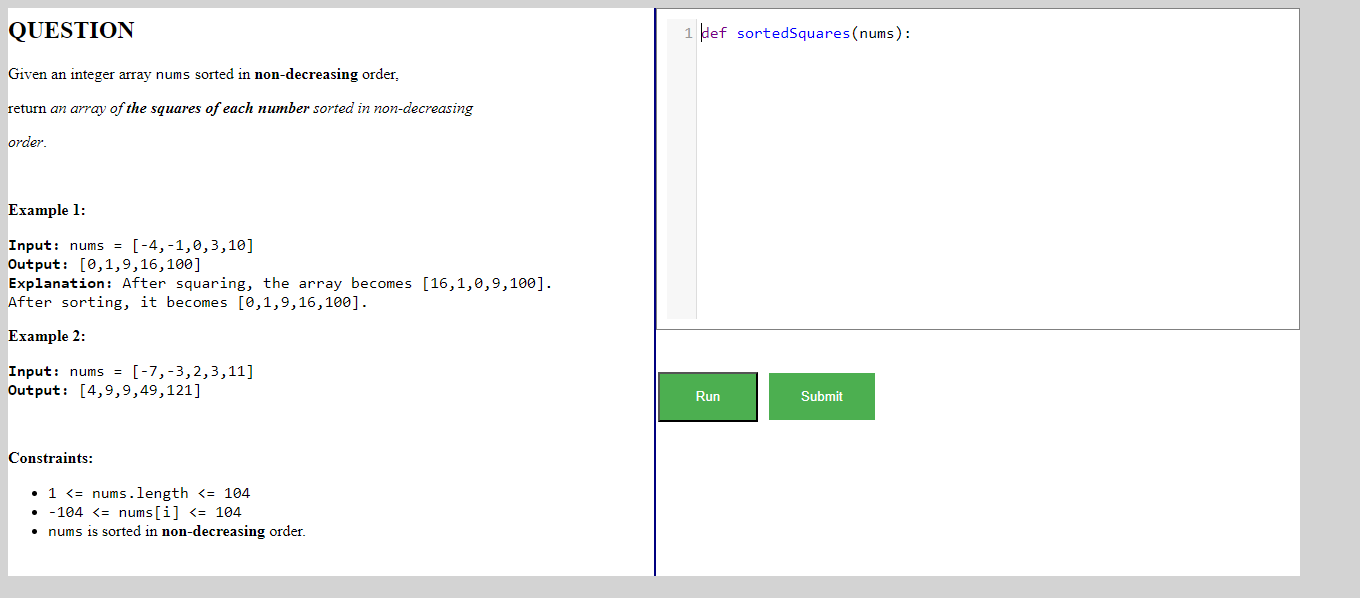 QUESTION
Given an integer array nums sorted in non-decreasing order,
return an array of the squares of each number sorted in non-decreasing
order.
Example 1:
Input: nums = [-4,-1,0,3,10]
Output: [0,1,9,16,100]
Explanation: After squaring, the array becomes [16,1,0,9,100].
After sorting, it becomes [0,1,9,16,100].
Example 2:
Input: nums = [-7,-3,2,3,11]
Output: [4,9,9,49,121]
Constraints:
• 1 <= nums.length <= 104
• -104 <= nums[i] <= 104
• nums is sorted in non-decreasing order.
1 def sortedSquares(nums):
Run Submit